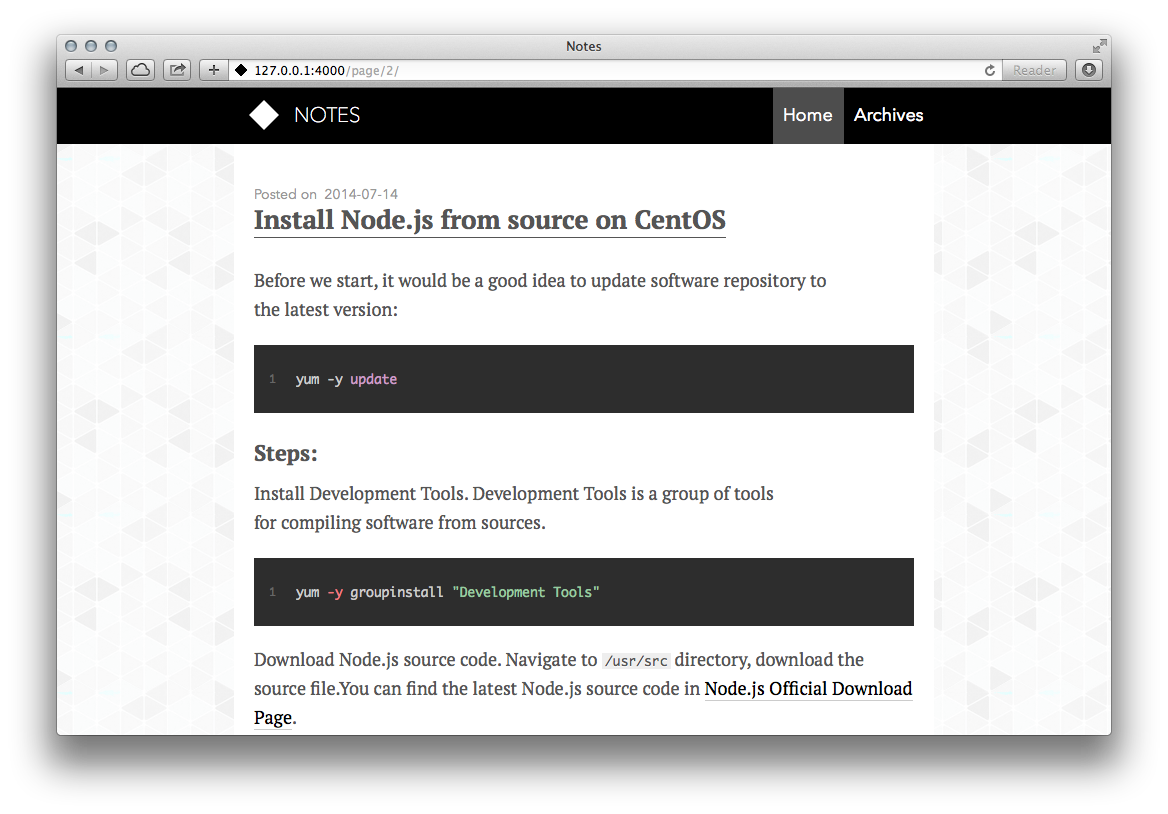 Notes
127.0.0.1:4000/page/2/
Reader
NOTES
Home
Archives
Posted on 2014-07-14
Install Node.js from source on CentOS
Before we start, it would be a good idea to update software repository to
the latest version:
1 yum -y update
Steps:
Install Development Tools. Development Tools is a group of tools
for compiling software from sources.
1 yum -y groupinstall "Development Tools"
Download Node.js source code. Navigate to /usr/src directory, download the
source file.You can find the latest Node.js source code in Node.js Official Download
Page.